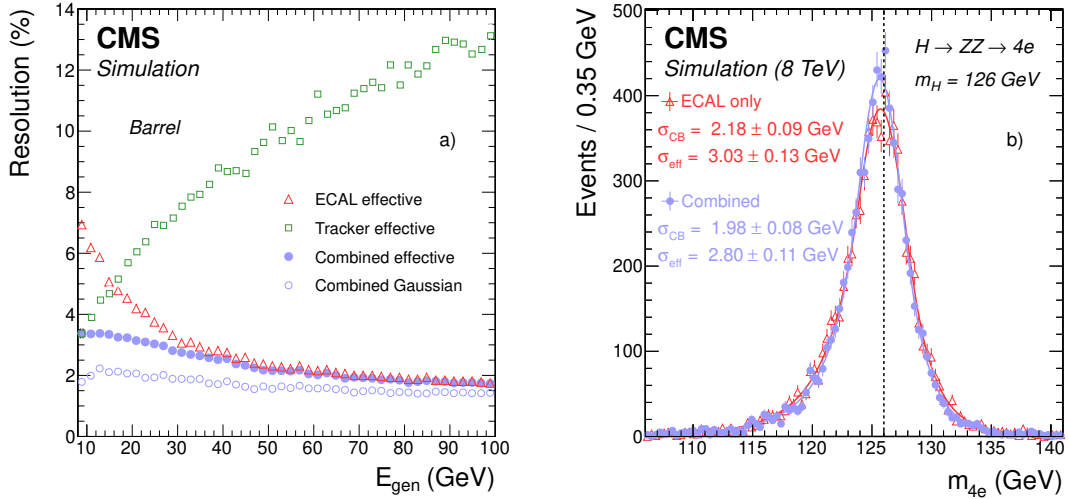 Resolution (%)
14
12
10
8
6
4
2
0
CMS
Simulation
Barrel
a)
ECAL effective
Tracker effective
Combined effective
Combined Gaussian
10 20 30 40 50 60 70 80 90 100
E_gen (GeV)
Events / 0.35 GeV
500
400
300
200
100
0
CMS
Simulation (8 TeV)
H → ZZ → 4e
m_H = 126 GeV
b)
ECAL only
σ_CB = 2.18 ± 0.09 GeV
σ_eff = 3.03 ± 0.13 GeV
Combined
σ_CB = 1.98 ± 0.08 GeV
σ_eff = 2.80 ± 0.11 GeV
110 115 120 125 130 135 140
m_4e (GeV)